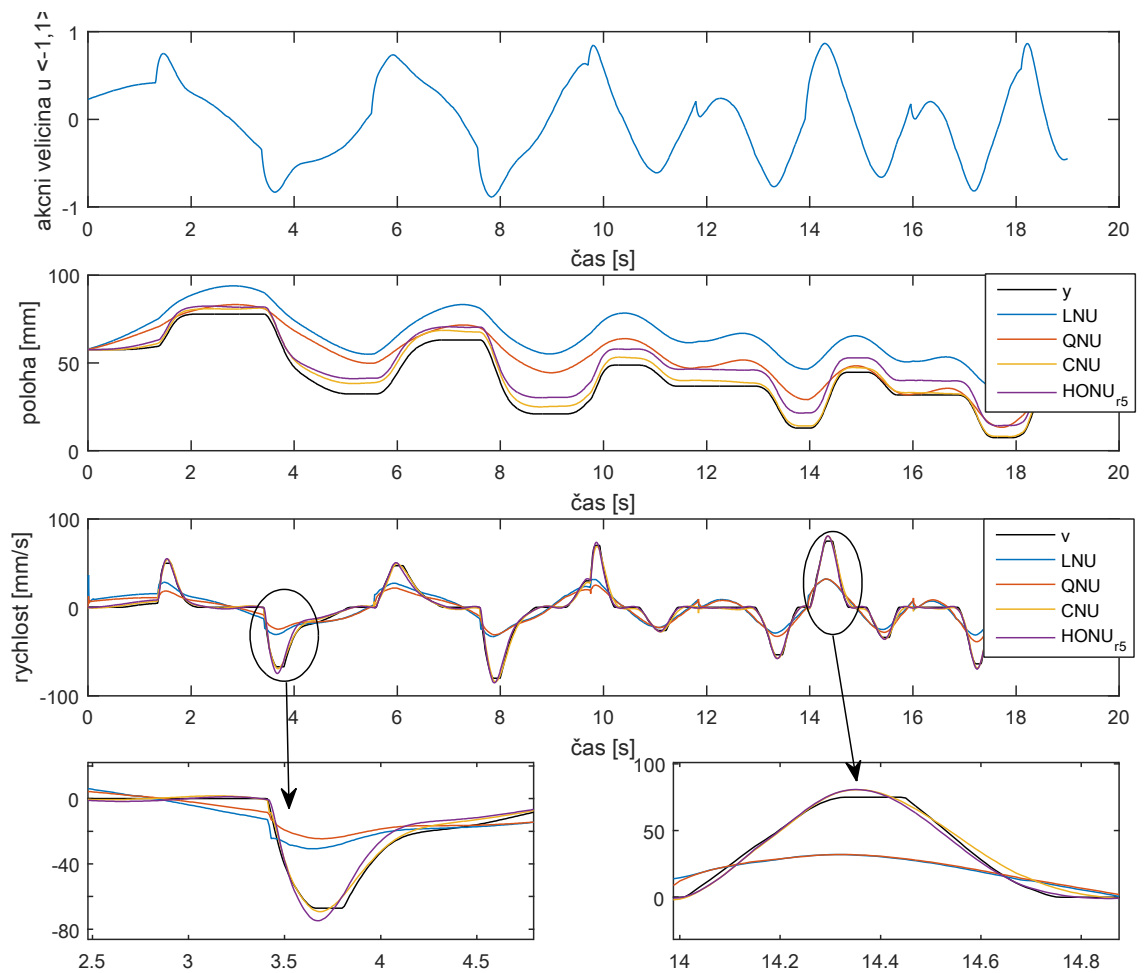 akcni velicina u <-1,1>
1
0
-1
0 2 4 6 8 10 12 14 16 18 20
čas [s]
poloha [mm]
100
50
0
0 2 4 6 8 10 12 14 16 18 20
čas [s]
y
LNU
QNU
CNU
HONU_r5
rychlost [mm/s]
100
0
-100
0 2 4 6 8 10 12 14 16 18 20
čas [s]
v
LNU
QNU
CNU
HONU_r5
0
-40
-80
2.5 3 3.5 4 4.5
100
50
0
14 14.2 14.4 14.6 14.8